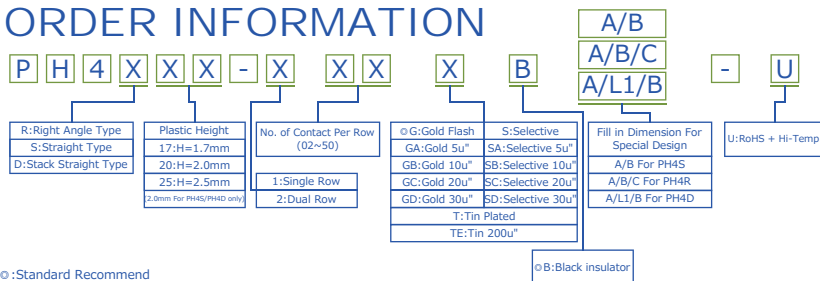 ORDER INFORMATION
P H 4 X X X - X X X X B
A/B
A/B/C
A/L1/B
- U
R:Right Angle Type
S:Straight Type
D:Stack Straight Type
Plastic Height
17:H=1.7mm
20:H=2.0mm
25:H=2.5mm
(2.0mm For PH4S/PH4D only)
No. of Contact Per Row
(02~50)
1:Single Row
2:Dual Row
◎G:Gold Flash
S:Selective
GA:Gold 5u"
SA:Selective 5u"
GB:Gold 10u"
SB:Selective 10u"
GC:Gold 20u"
SC:Selective 20u"
GD:Gold 30u"
SD:Selective 30u"
T:Tin Plated
TE:Tin 200u"
Fill in Dimension For
Special Design
A/B For PH4S
A/B/C For PH4R
A/L1/B For PH4D
U:RoHS + Hi-Temp
◎B:Black insulator
◎:Standard Recommend